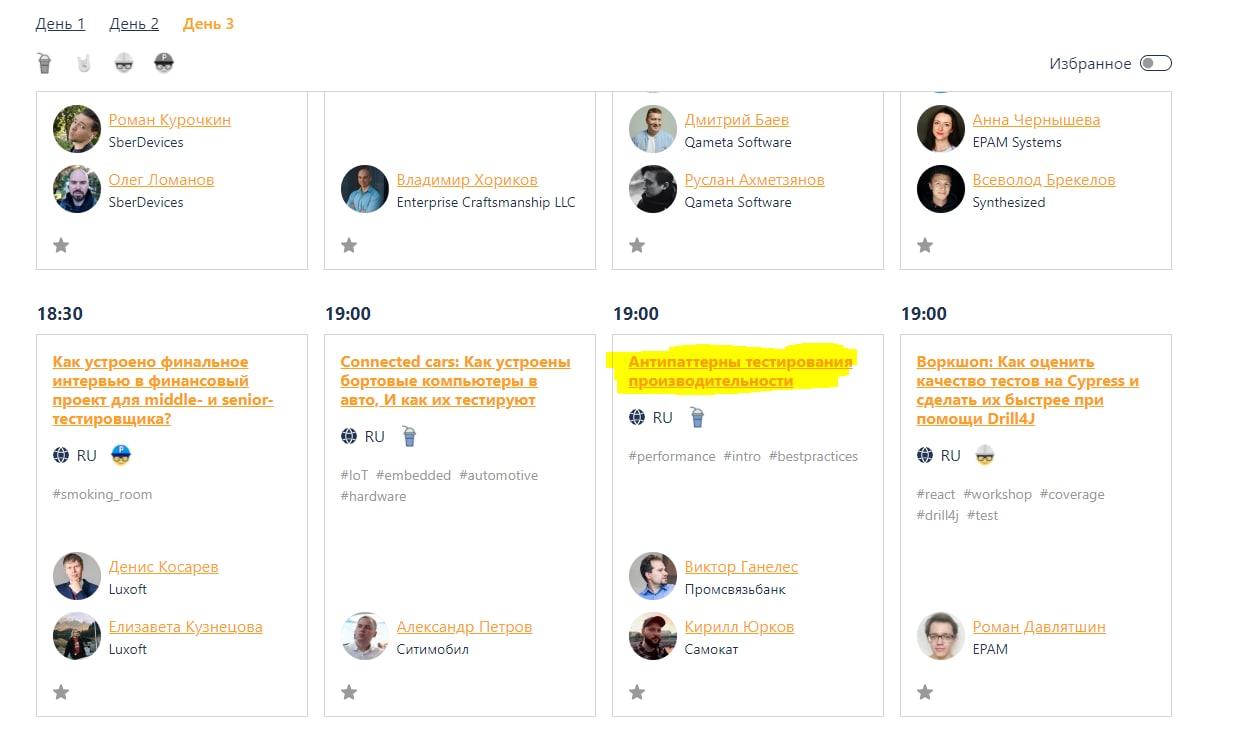 День 1 День 2 День 3
Избранное
Роман Курочкин
SberDevices
Олег Ломанов
SberDevices
Владимир Хориков
Enterprise Craftsmanship LLC
Дмитрий Баев
Qameta Software
Руслан Ахметзянов
Qameta Software
Анна Чернышева
EPAM Systems
Всеволод Брекелов
Synthesized
18:30
Как устроено финальное
интервью в финансовый
проект для middle- и senior-
тестировщика?
RU
#smoking_room
Денис Косарев
Luxoft
Елизавета Кузнецова
Luxoft
19:00
Connected cars: Как устроены
бортовые компьютеры в
авто, И как их тестируют
RU
#IoT #embedded #automotive
#hardware
Александр Петров
Ситимобил
19:00
Антипаттерны тестирования
производительности
RU
#performance #intro #bestpractices
Виктор Ганелес
Промсвязьбанк
Кирилл Юрков
Самокат
19:00
Воркшоп: Как оценить
качество тестов на Cypress и
сделать их быстрее при
помощи Drill4J
RU
#react #workshop #coverage
#drill4j #test
Роман Давлятшин
EPAM